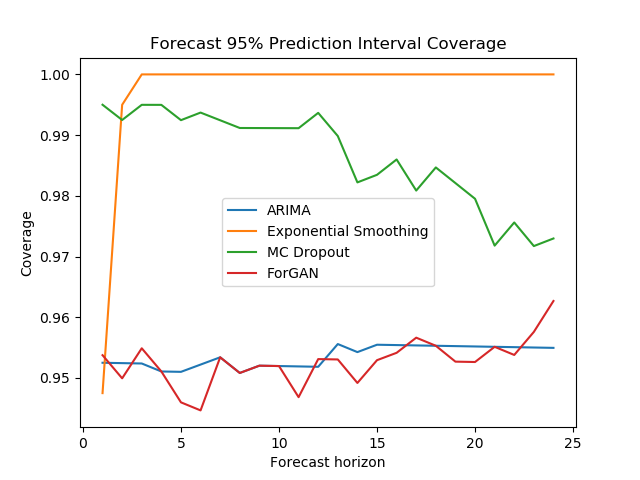 Forecast 95% Prediction Interval Coverage
1.00
0.99
0.98
0.97
0.96
0.95
Coverage
ARIMA
Exponential Smoothing
MC Dropout
ForGAN
0 5 10 15 20 25
Forecast horizon